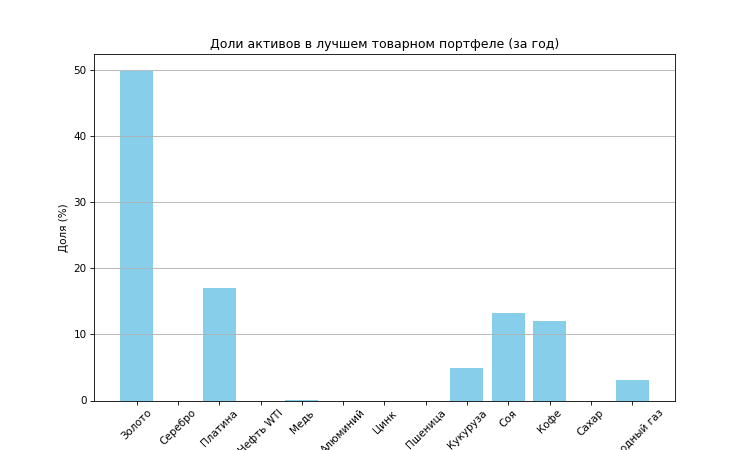 Доли активов в лучшем товарном портфеле (за год)
Доля (%)
50
40
30
20
10
0
Золото
Серебро
Платина
Нефть WTI
Медь
Алюминий
Цинк
Пшеница
Кукуруза
Соя
Кофе
Сахар
одный газ